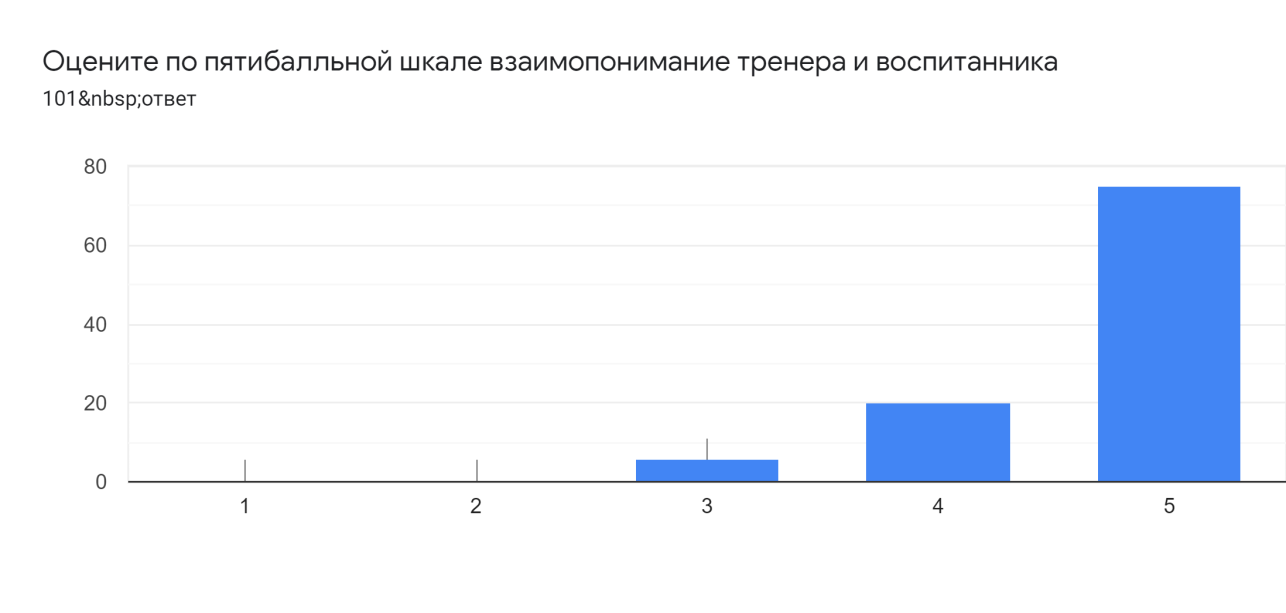 Оцените по пятибалльной шкале взаимопонимание тренера и воспитанника
101&nbsp;ответ
80
60
40
20
0
1 2 3 4 5